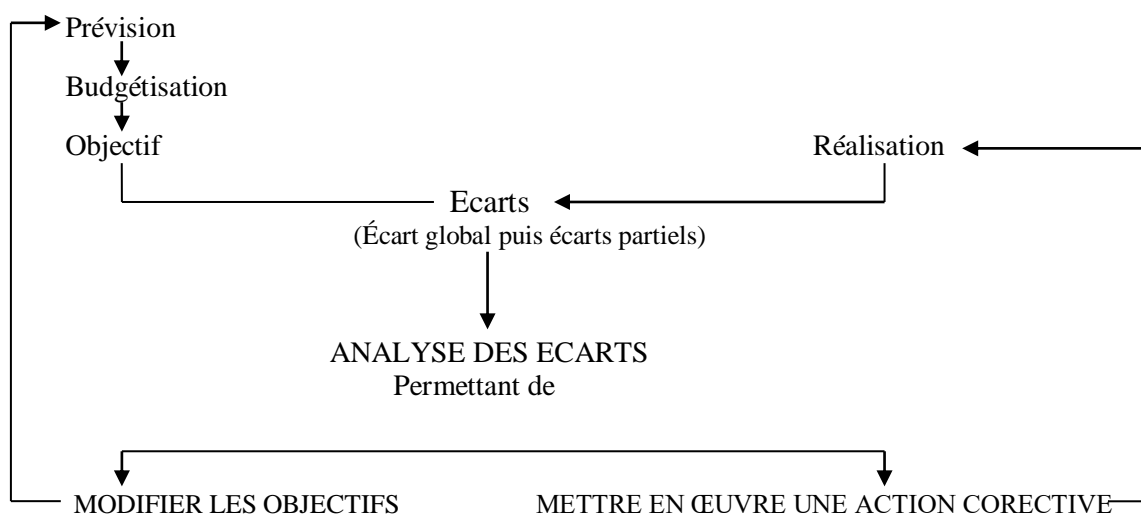 Prévision
Budgétisation
Objectif
Réalisation
Ecarts
(Écart global puis écarts partiels)
ANALYSE DES ECARTS
Permettant de
MODIFIER LES OBJECTIFS
METTRE EN ŒUVRE UNE ACTION CORECTIVE